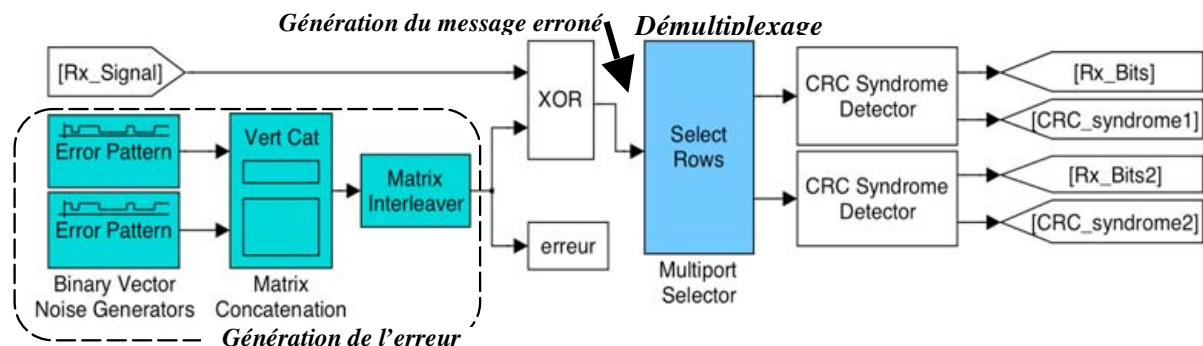 Génération du message erroné
Démultiplexage
[Rx_Signal]
XOR
CRC Syndrome
Detector
[Rx_Bits]
[CRC_syndrome1]
Error Pattern
Vert Cat
Matrix
Interleaver
Select
Rows
Error Pattern
CRC Syndrome
Detector
[Rx_Bits2]
[CRC_syndrome2]
erreur
Binary Vector
Noise Generators
Matrix
Concatenation
Multiport
Selector
Génération de l’erreur